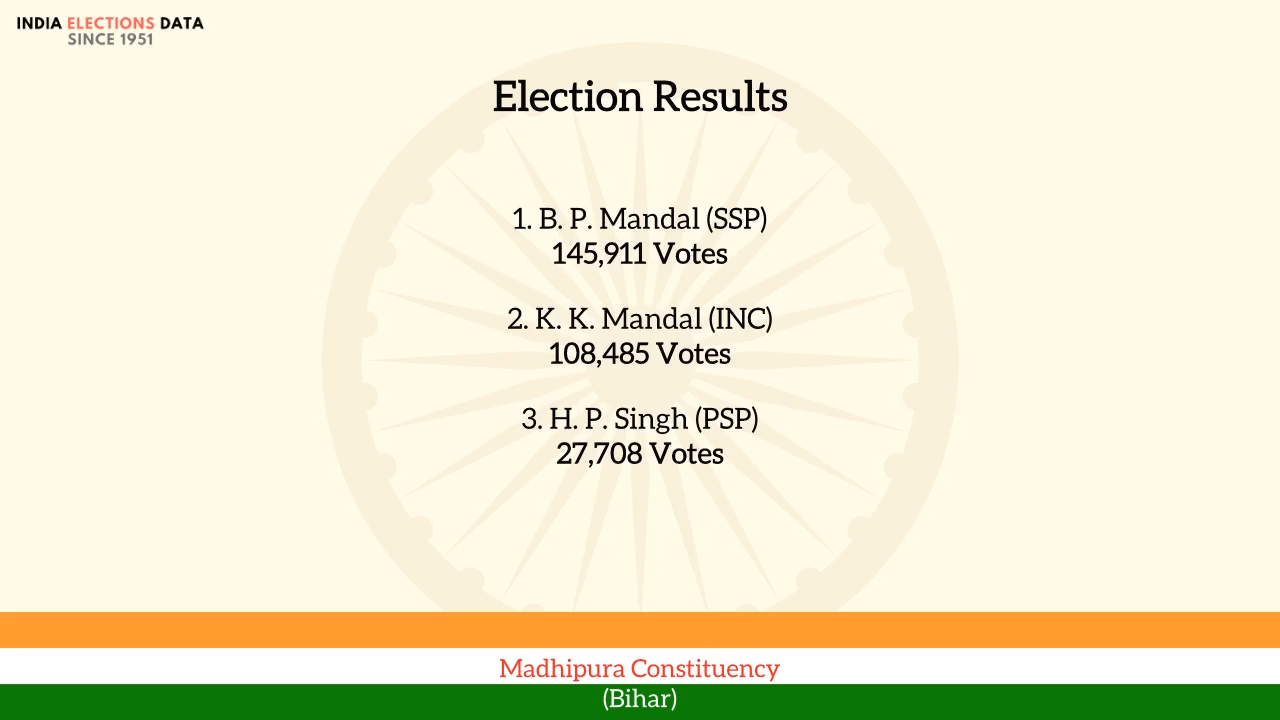 INDIA ELECTIONS DATA
SINCE 1951
Election Results
1. B. P. Mandal (SSP)
145,911 Votes
2. K. K. Mandal (INC)
108,485 Votes
3. H. P. Singh (PSP)
27,708 Votes
Madhipura Constituency
(Bihar)